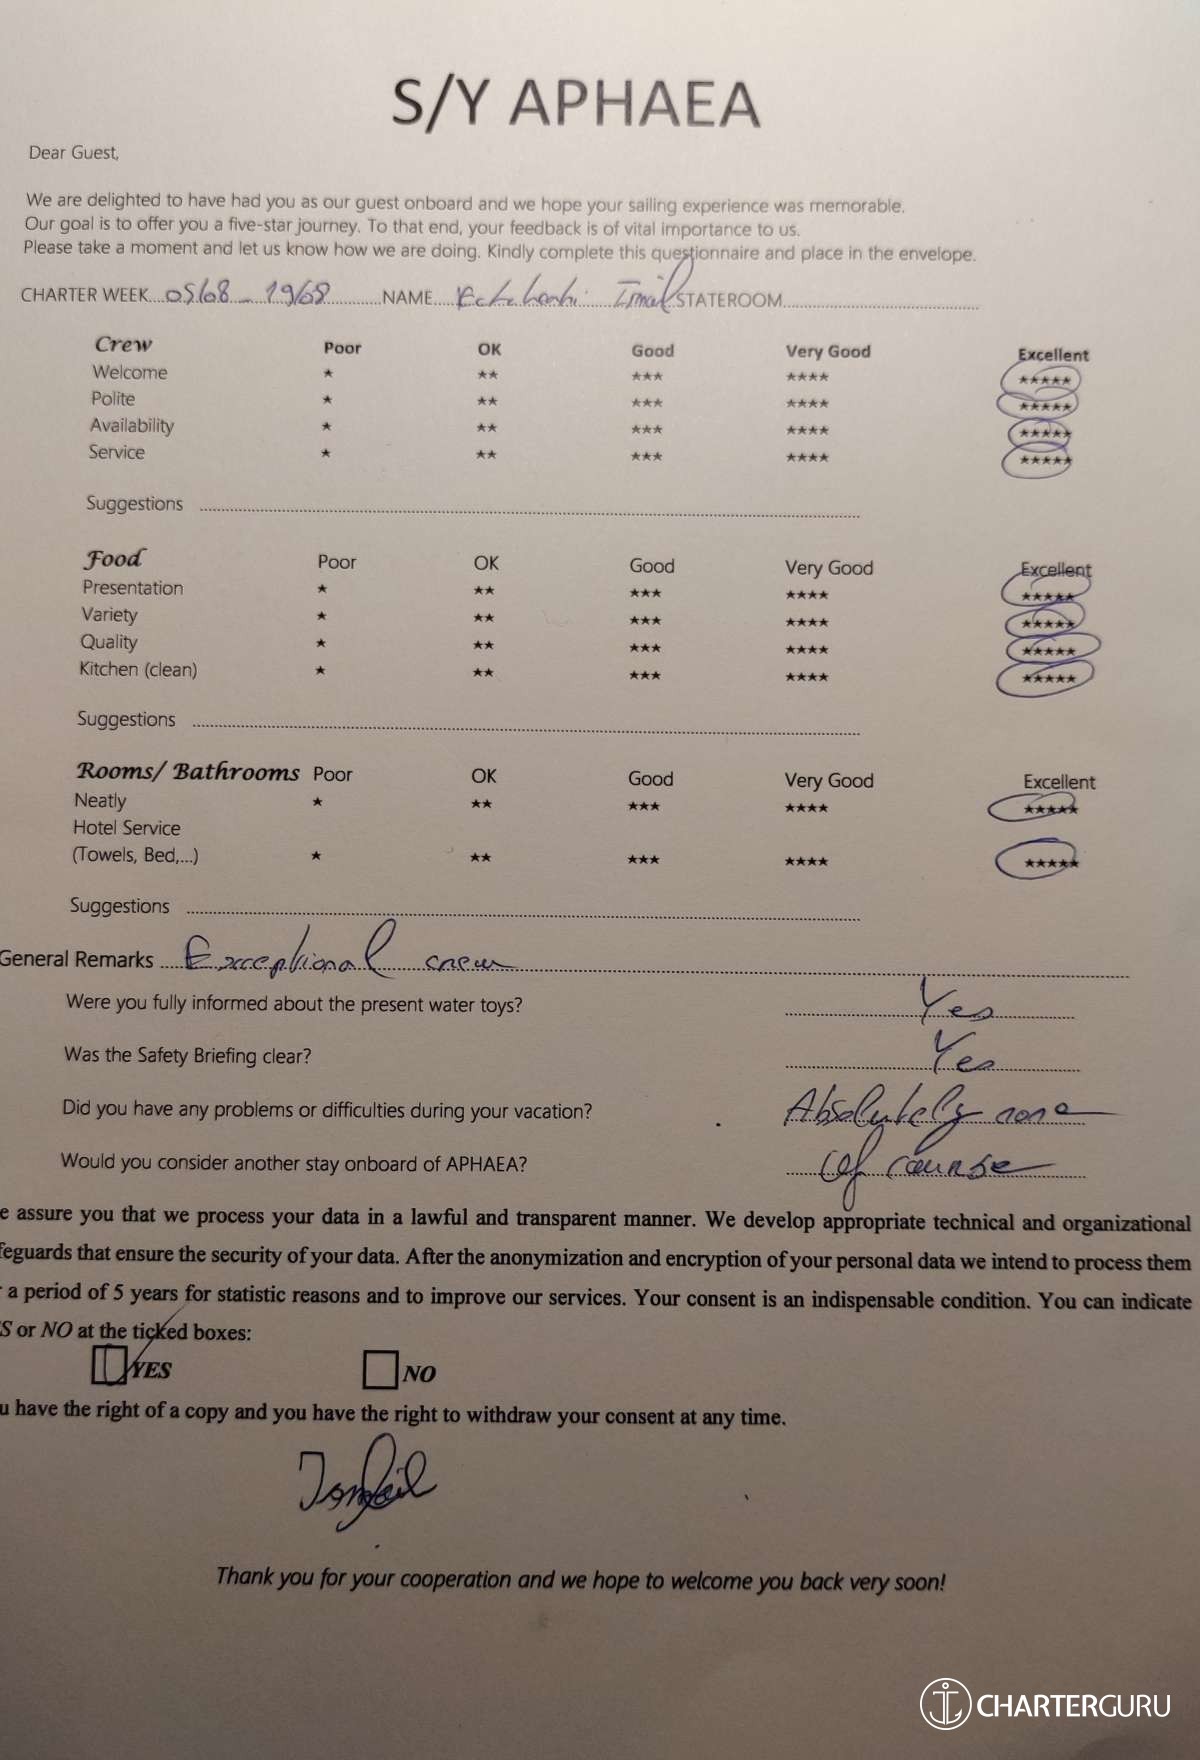 S/Y APHAEA
Dear Guest,
We are delighted to have had you as our guest onboard and we hope your sailing experience was memorable.
Our goal is to offer you a five-star journey. To that end, your feedback is of vital importance to us.
Please take a moment and let us know how we are doing. Kindly complete this questionnaire and place in the envelope.
CHARTER WEEK 05/08 - 19/08 NAME STATEROOM
Crew Poor OK Good Very Good Excellent
Welcome ★ ★★ ★★★ ★★★★ ★★★★★
Polite ★ ★★ ★★★ ★★★★ ★★★★★
Availability ★ ★★ ★★★ ★★★★ ★★★★★
Service ★ ★★ ★★★ ★★★★ ★★★★★
Suggestions
Food Poor OK Good Very Good Excellent
Presentation ★ ★★ ★★★ ★★★★ ★★★★★
Variety ★ ★★ ★★★ ★★★★ ★★★★★
Quality ★ ★★ ★★★ ★★★★ ★★★★★
Kitchen (clean) ★ ★★ ★★★ ★★★★ ★★★★★
Suggestions
Rooms/ Bathrooms Poor OK Good Very Good Excellent
Neatly ★ ★★ ★★★ ★★★★ ★★★★★
Hotel Service
(Towels, Bed,...) ★ ★★ ★★★ ★★★★ ★★★★★
Suggestions
General Remarks Exceptional crew
Were you fully informed about the present water toys? Yes
Was the Safety Briefing clear? Yes
Did you have any problems or difficulties during your vacation? Absolutely none
Would you consider another stay onboard of APHAEA? Of course
e assure you that we process your data in a lawful and transparent manner. We develop appropriate technical and organizational
feguards that ensure the security of your data. After the anonymization and encryption of your personal data we intend to process them
r a period of 5 years for statistic reasons and to improve our services. Your consent is an indispensable condition. You can indicate
S or NO at the ticked boxes:
YES NO
u have the right of a copy and you have the right to withdraw your consent at any time.
Ismail
Thank you for your cooperation and we hope to welcome you back very soon!
CHARTERGURU